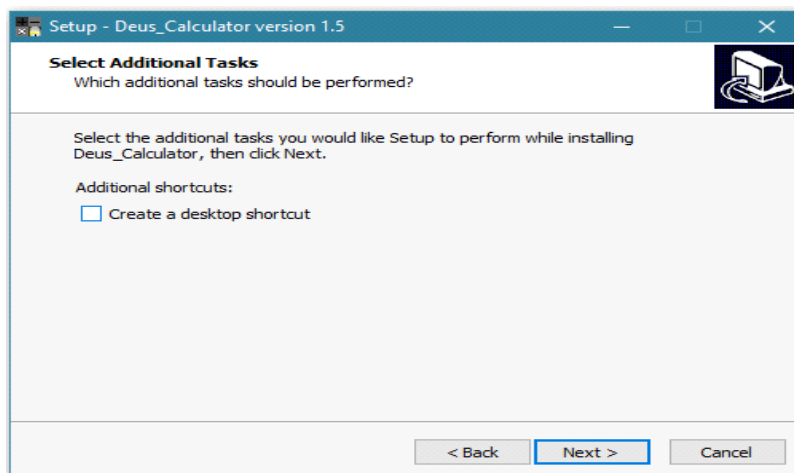 Setup - Deus_Calculator version 1.5
Select Additional Tasks
Which additional tasks should be performed?
Select the additional tasks you would like Setup to perform while installing
Deus_Calculator, then click Next.
Additional shortcuts:
Create a desktop shortcut
< Back Next > Cancel